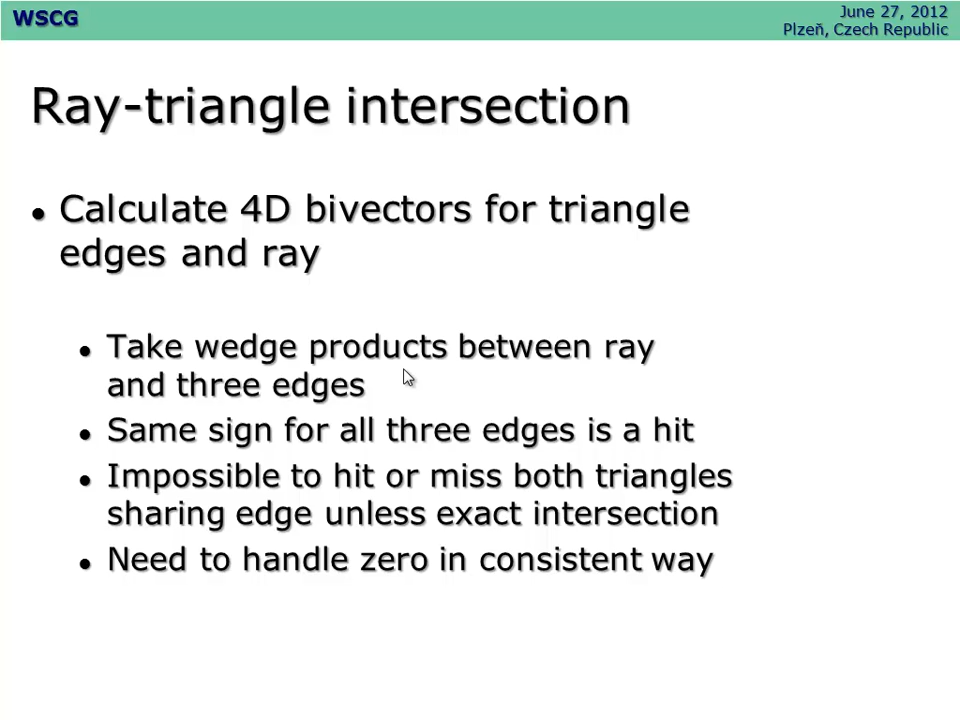 WSCG
June 27, 2012
Plzeň, Czech Republic
Ray-triangle intersection
Calculate 4D bivectors for triangle
edges and ray
Take wedge products between ray
and three edges
Same sign for all three edges is a hit
Impossible to hit or miss both triangles
sharing edge unless exact intersection
Need to handle zero in consistent way